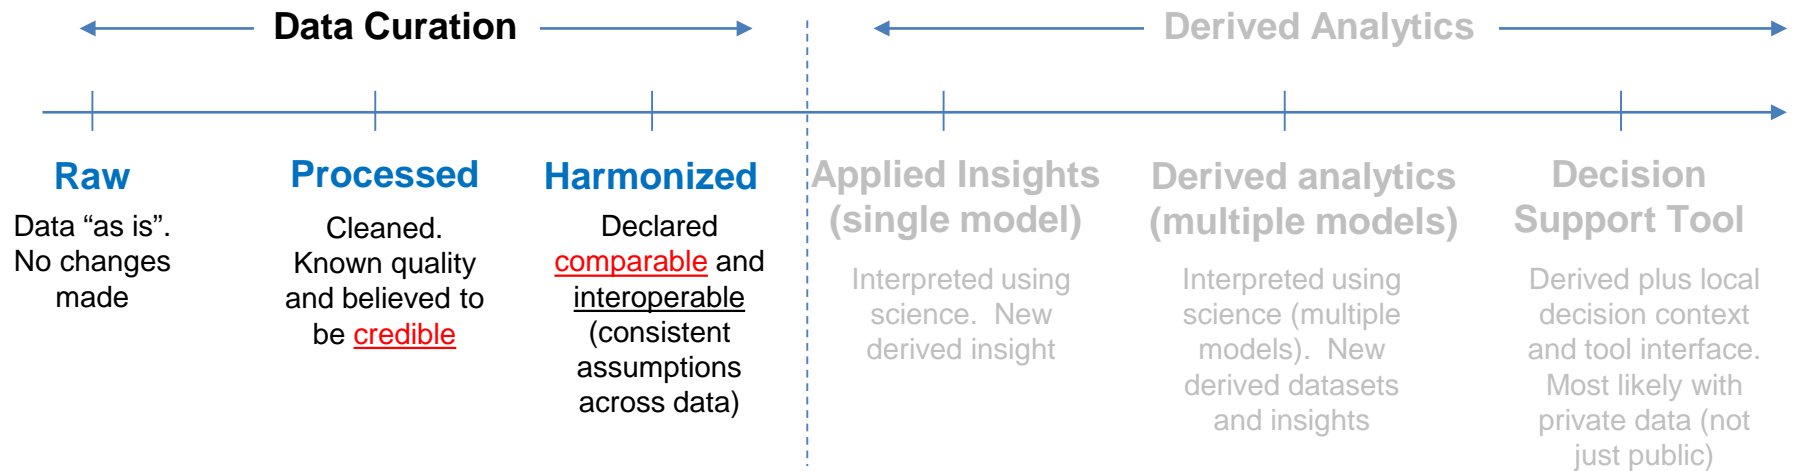 Data Curation
Derived Analytics
Raw
Data “as is”.
No changes
made
Processed
Cleaned.
Known quality
and believed to
be credible
Harmonized
Declared
comparable and
interoperable
(consistent
assumptions
across data)
Applied Insights
(single model)
Interpreted using
science. New
derived insight
Derived analytics
(multiple models)
Interpreted using
science (multiple
models). New
derived datasets
and insights
Decision
Support Tool
Derived plus local
decision context
and tool interface.
Most likely with
private data (not
just public)